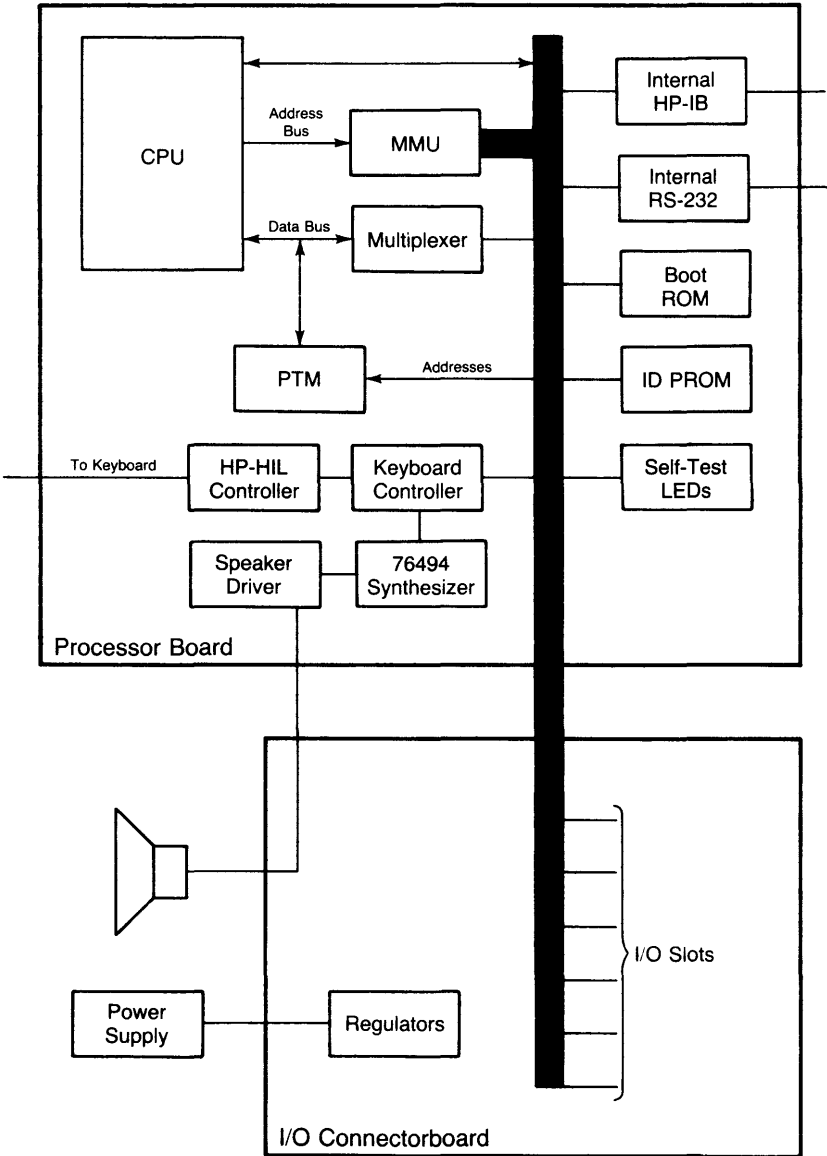 Internal
HP-IB
Address
Bus
CPU
MMU
Internal
RS-232
Data Bus
Multiplexer
Boot
ROM
PTM
Addresses
ID PROM
To Keyboard
HP-HIL
Controller
Keyboard
Controller
Self-Test
LEDs
Speaker
Driver
76494
Synthesizer
Processor Board
I/O Slots
Power
Supply
Regulators
I/O Connectorboard